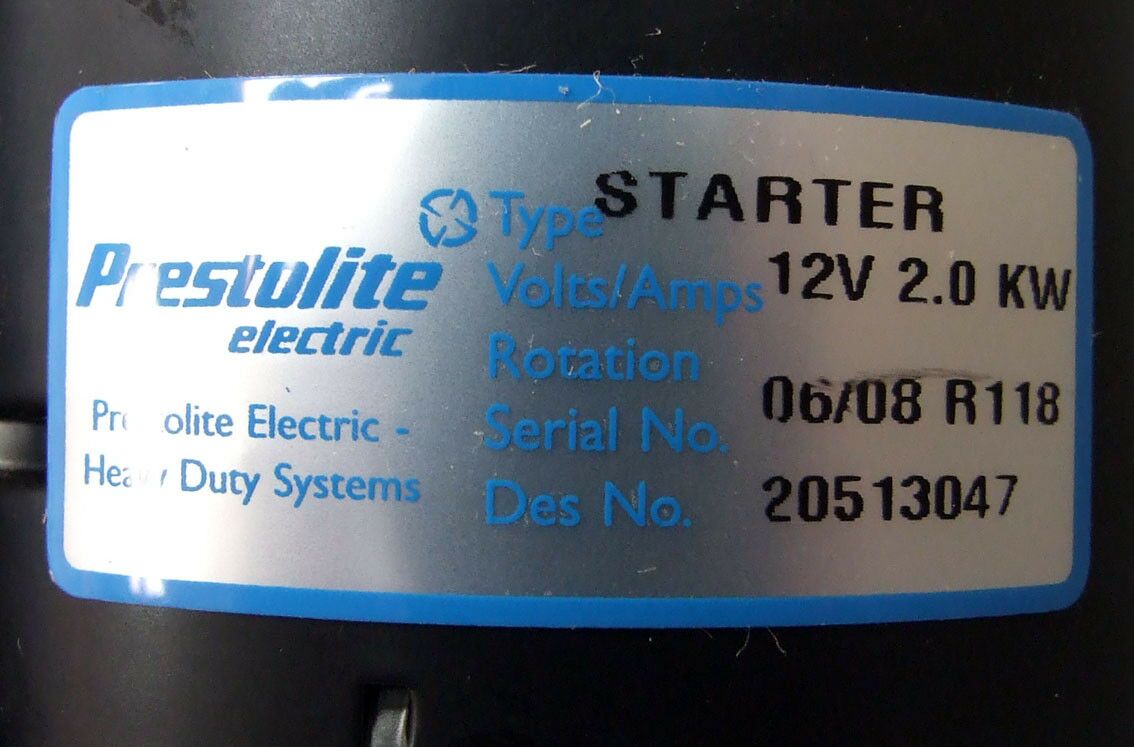 Prestolite
electric
Prestolite Electric -
Heavy Duty Systems
Type STARTER
Volts/Amps 12V 2.0 KW
Rotation
Serial No. 06/08 R118
Des No. 20513047